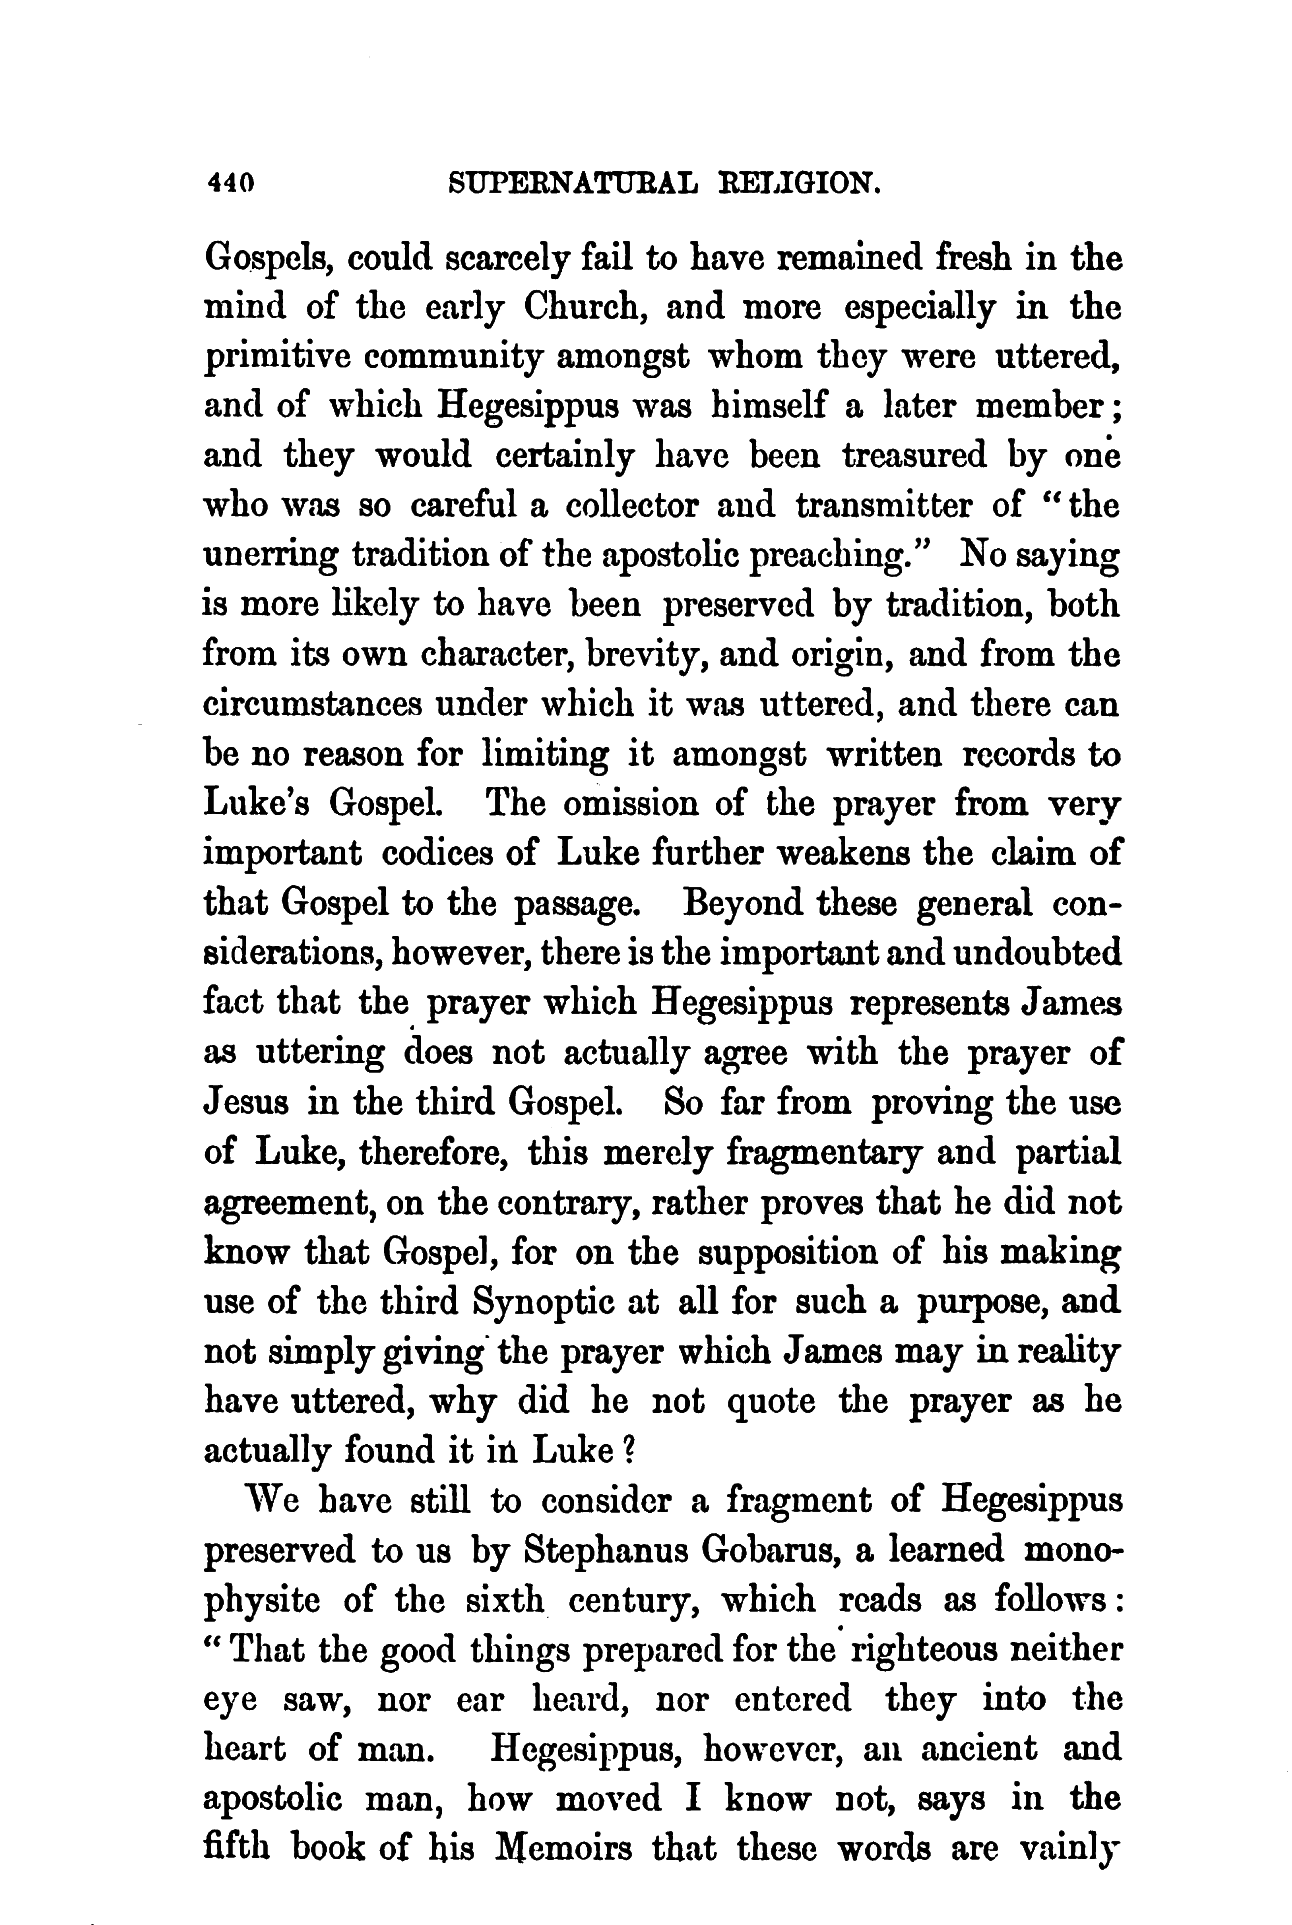 440 SUPERNATURAL RELIGION.
Gospels, could scarcely fail to have remained fresh in the
mind of the early Church, and more especially in the
primitive community amongst whom they were uttered,
and of which Hegesippus was himself a later member;
and they would certainly have been treasured by one
who was so careful a collector and transmitter of “the
unerring tradition of the apostolic preaching.” No saying
is more likely to have been preserved by tradition, both
from its own character, brevity, and origin, and from the
circumstances under which it was uttered, and there can
be no reason for limiting it amongst written records to
Luke’s Gospel. The omission of the prayer from very
important codices of Luke further weakens the claim of
that Gospel to the passage. Beyond these general con-
siderations, however, there is the important and undoubted
fact that the prayer which Hegesippus represents James
as uttering does not actually agree with the prayer of
Jesus in the third Gospel. So far from proving the use
of Luke, therefore, this merely fragmentary and partial
agreement, on the contrary, rather proves that he did not
know that Gospel, for on the supposition of his making
use of the third Synoptic at all for such a purpose, and
not simply giving the prayer which James may in reality
have uttered, why did he not quote the prayer as he
actually found it in Luke?
We have still to consider a fragment of Hegesippus
preserved to us by Stephanus Gobarus, a learned mono-
physite of the sixth century, which reads as follows:
“That the good things prepared for the righteous neither
eye saw, nor ear heard, nor entered they into the
heart of man. Hegesippus, however, an ancient and
apostolic man, how moved I know not, says in the
fifth book of his Memoirs that these words are vainly